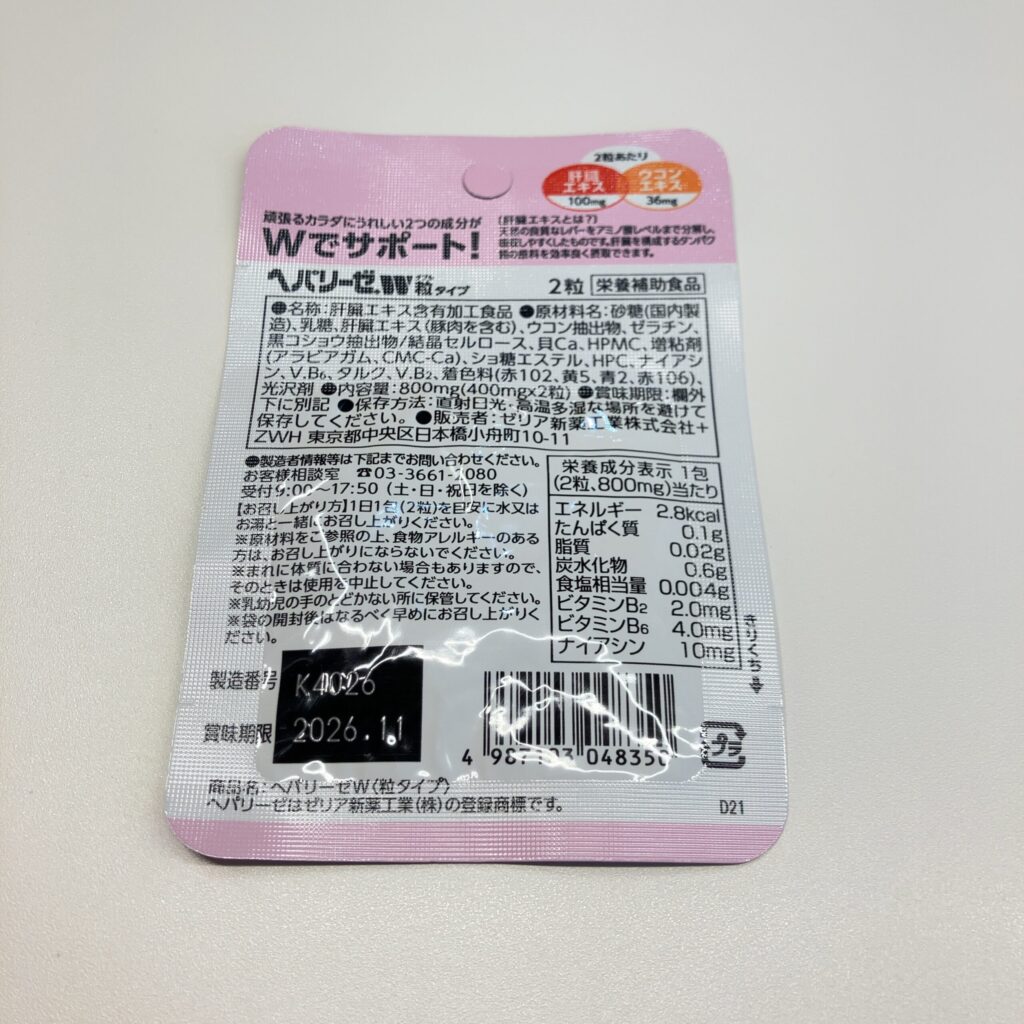 2粒あたり
肝臓
エキス
100mg
ウコン
エキス
36mg
頑張るカラダにうれしい2つの成分が
Wでサポート!
〈肝臓エキスとは?〉
天然の良質なレバーをアミノ酸レベルまで分解し、
吸収しやすくしたものです。肝臓を構成するタンパク
質の原料を効率良く摂取できます。
ヘパリーゼW ダブル 粒タイプ
2粒 栄養補助食品
●名称:肝臓エキス含有加工食品 ●原材料名:砂糖(国内製
造)、乳糖、肝臓エキス(豚肉を含む)、ウコン抽出物、ゼラチン、
黒コショウ抽出物/結晶セルロース、貝Ca、HPMC、増粘剤
(アラビアガム、CMC-Ca)、ショ糖エステル、HPC、ナイアシ
ン、V.B₆、タルク、V.B₂、着色料(赤102、黄5、青2、赤106)、
光沢剤 ●内容量:800mg(400mg×2粒) ●賞味期限:欄外
下に別記 ●保存方法:直射日光・高温多湿な場所を避けて
保存してください。 ●販売者:ゼリア新薬工業株式会社+
ZWH 東京都中央区日本橋小舟町10-11
●製造者情報等は下記までお問い合わせください。
お客様相談室 ☎03-3661-2080
受付9:00〜17:50(土・日・祝日を除く)
【お召し上がり方】1日1包(2粒)を目安に水又は
お湯と一緒にお召し上がりください。
※原材料をご参照の上、食物アレルギーのある
方は、お召し上がりにならないでください。
※まれに体質に合わない場合もありますので、
そのときは使用を中止してください。
※乳幼児の手のとどかない所に保管してください。
※袋の開封後はなるべく早めにお召し上がりく
ださい。
栄養成分表示 1包
(2粒、800mg)当たり
エネルギー 2.8kcal
たんぱく質 0.1g
脂質 0.02g
炭水化物 0.6g
食塩相当量 0.004g
ビタミンB₂ 2.0mg
ビタミンB₆ 4.0mg
ナイアシン 10mg
きりくち
製造番号 K4026
賞味期限 2026.11
4 987103 048350
プラ
商品名:ヘパリーゼW〈粒タイプ〉
ヘパリーゼはゼリア新薬工業(株)の登録商標です。
D21